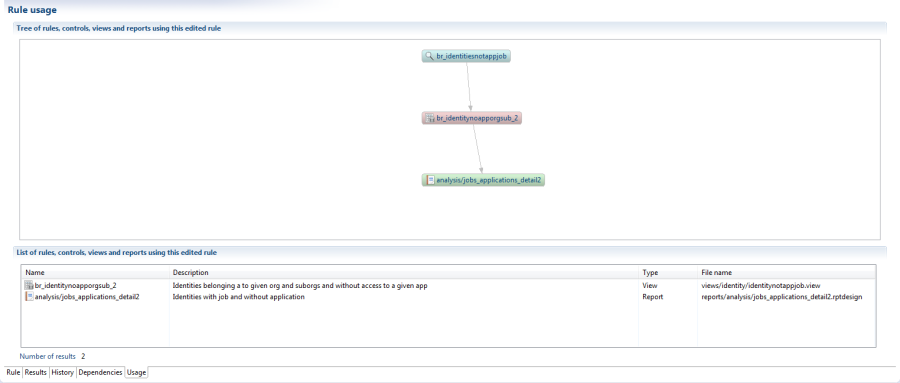 Rule usage
Tree of rules, controls, views and reports using this edited rule
br_identitiesnotappjob
br_identitynoapporgsub_2
analysis/jobs_applications_detail2
List of rules, controls, views and reports using this edited rule
Name Description Type File name
br_identitynoapporgsub_2 Identities belonging a to given org and suborgs and without access to a given app View views/identity/identitynotappjob.view
analysis/jobs_applications_detail2 Identities with job and without application Report reports/analysis/jobs_applications_detail2.rptdesign
Number of results 2
Rule Results History Dependencies Usage